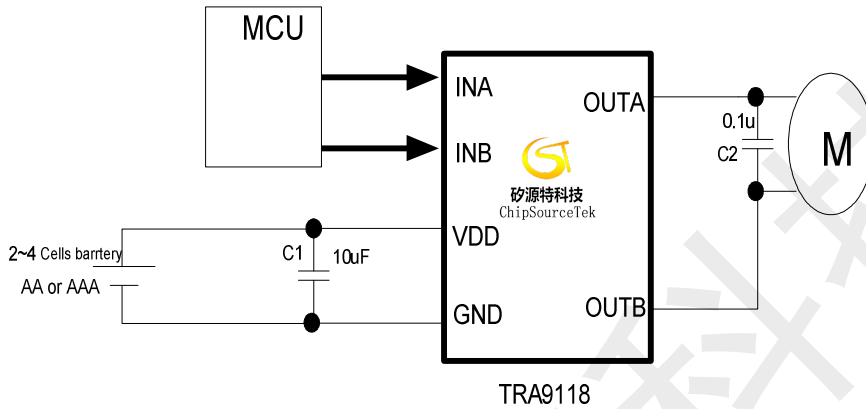 MCU
INA
INB
OUTA
0.1u
C2
M
矽源特科技
ChipSourceTek
VDD
2~4 Cells barrtery
AA or AAA
C1
10uF
GND
OUTB
TRA9118